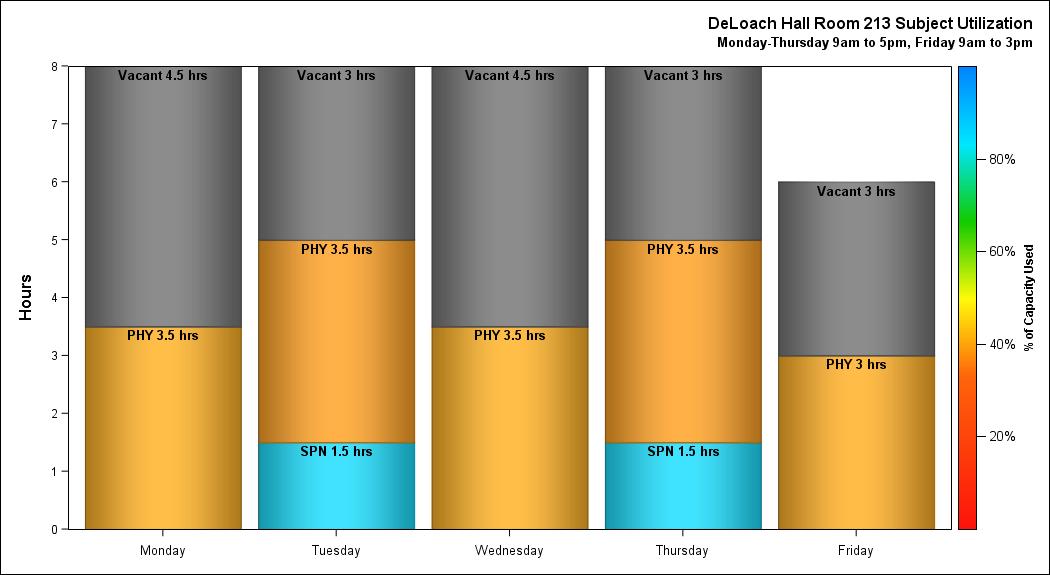 DeLoach Hall Room 213 Subject Utilization
Monday-Thursday 9am to 5pm, Friday 9am to 3pm
8
7
6
5
4
3
2
1
0
Hours
Vacant 4.5 hrs
PHY 3.5 hrs
Vacant 3 hrs
PHY 3.5 hrs
SPN 1.5 hrs
Vacant 4.5 hrs
PHY 3.5 hrs
Vacant 3 hrs
PHY 3.5 hrs
SPN 1.5 hrs
Vacant 3 hrs
PHY 3 hrs
Monday
Tuesday
Wednesday
Thursday
Friday
80%
60%
40%
20%
% of Capacity Used